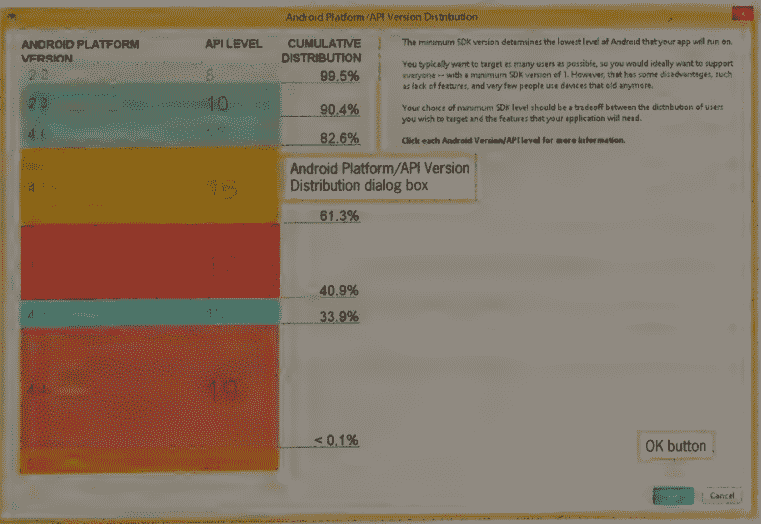 Android Platform/API Version Distribution
ANDROID PLATFORM VERSION
API LEVEL
CUMULATIVE DISTRIBUTION
The minimum SDK version determines the lowest level of Android that your app will run on.
You typically want to target as many users as possible, so you would ideally want to support
everyone -- with a minimum SDK version of 1. However, that has some disadvantages, such
as lack of features, and very few people use devices that old anymore.
Your choice of minimum SDK level should be a tradeoff between the distribution of users
you wish to target and the features that your application will need.
Click each Android Version/API level for more information.
2.2 8 99.5%
10 90.4%
82.6%
Android Platform/API Version
Distribution dialog box
61.3%
40.9%
33.9%
< 0.1%
OK button
Cancel